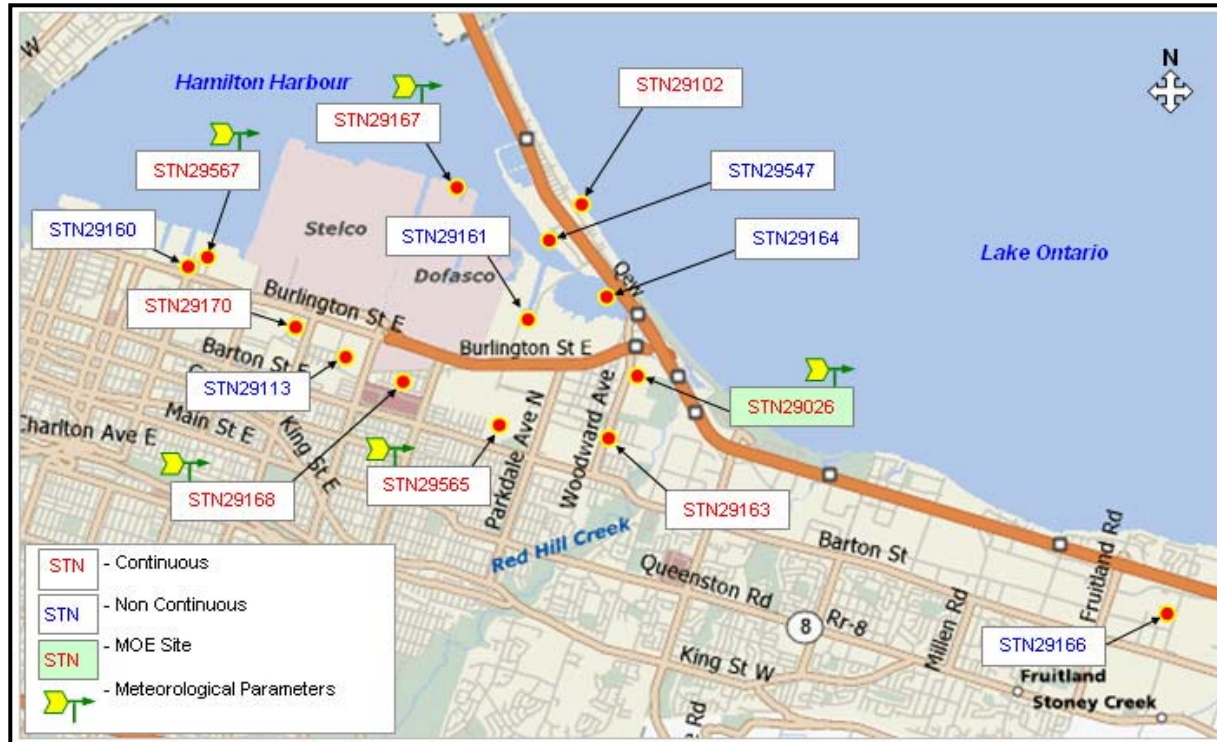 W
Hamilton Harbour
N
STN29102
STN29167
STN29567
STN29547
STN29160
Stelco
STN29161
STN29164
Lake Ontario
Dofasco
Qew
STN29170
Burlington St E
Burlington St E
Barton St E
STN29113
STN29026
Main St E
Charlton Ave E
King St E
Parkdale Ave N
Woodward Ave
STN29168
STN29565
STN29163
Red Hill Creek
Barton St
Queenston Rd
Fruitland Rd
Millen Rd
8
Rr-8
STN29166
King St W
Fruitland
Stoney Creek
Rd
STN - Continuous
STN - Non Continuous
STN - MOE Site
- Meteorological Parameters